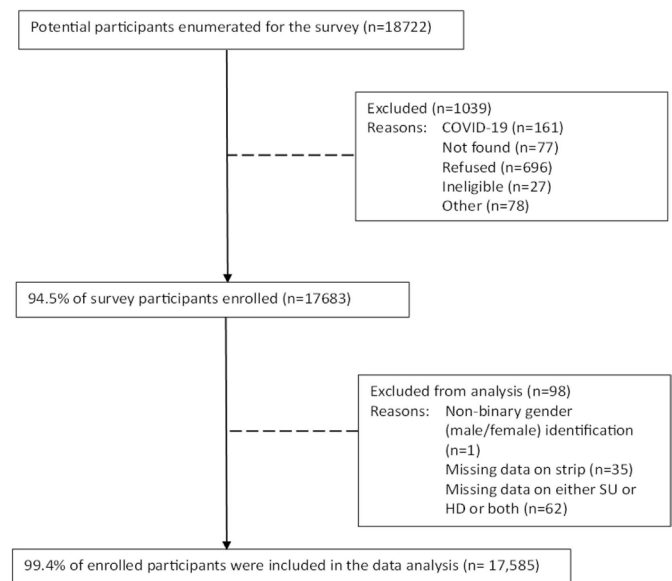 Potential participants enumerated for the survey (n=18722)
Excluded (n=1039)
Reasons: COVID-19 (n=161)
Not found (n=77)
Refused (n=696)
Ineligible (n=27)
Other (n=78)
94.5% of survey participants enrolled (n=17683)
Excluded from analysis (n=98)
Reasons: Non-binary gender
(male/female) identification
(n=1)
Missing data on strip (n=35)
Missing data on either SU or
HD or both (n=62)
99.4% of enrolled participants were included in the data analysis (n= 17,585)